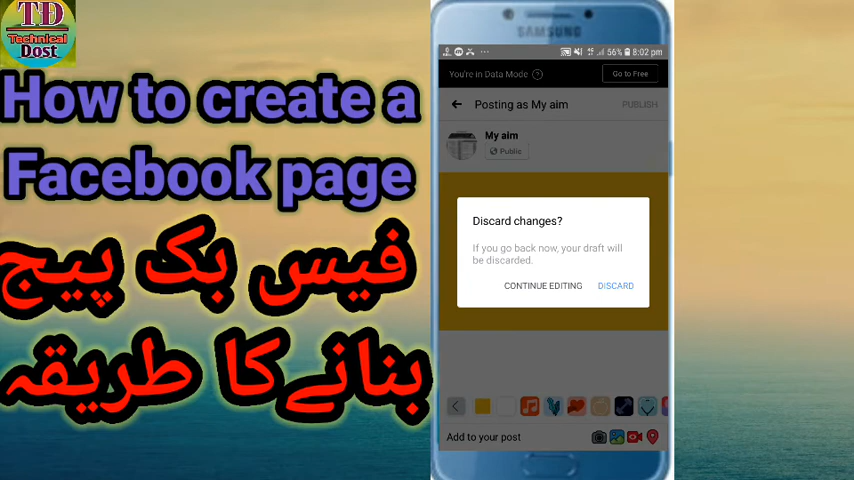 TD
Technical
Dost
How to create a
Facebook page
فیس بک پیج
بنانےکا طریقہ
SAMSUNG
56% 8:02 pm
You're in Data Mode ?
Go to Free
Posting as My aim
PUBLISH
My aim
Public
Discard changes?
If you go back now, your draft will
be discarded.
CONTINUE EDITING DISCARD
Add to your post